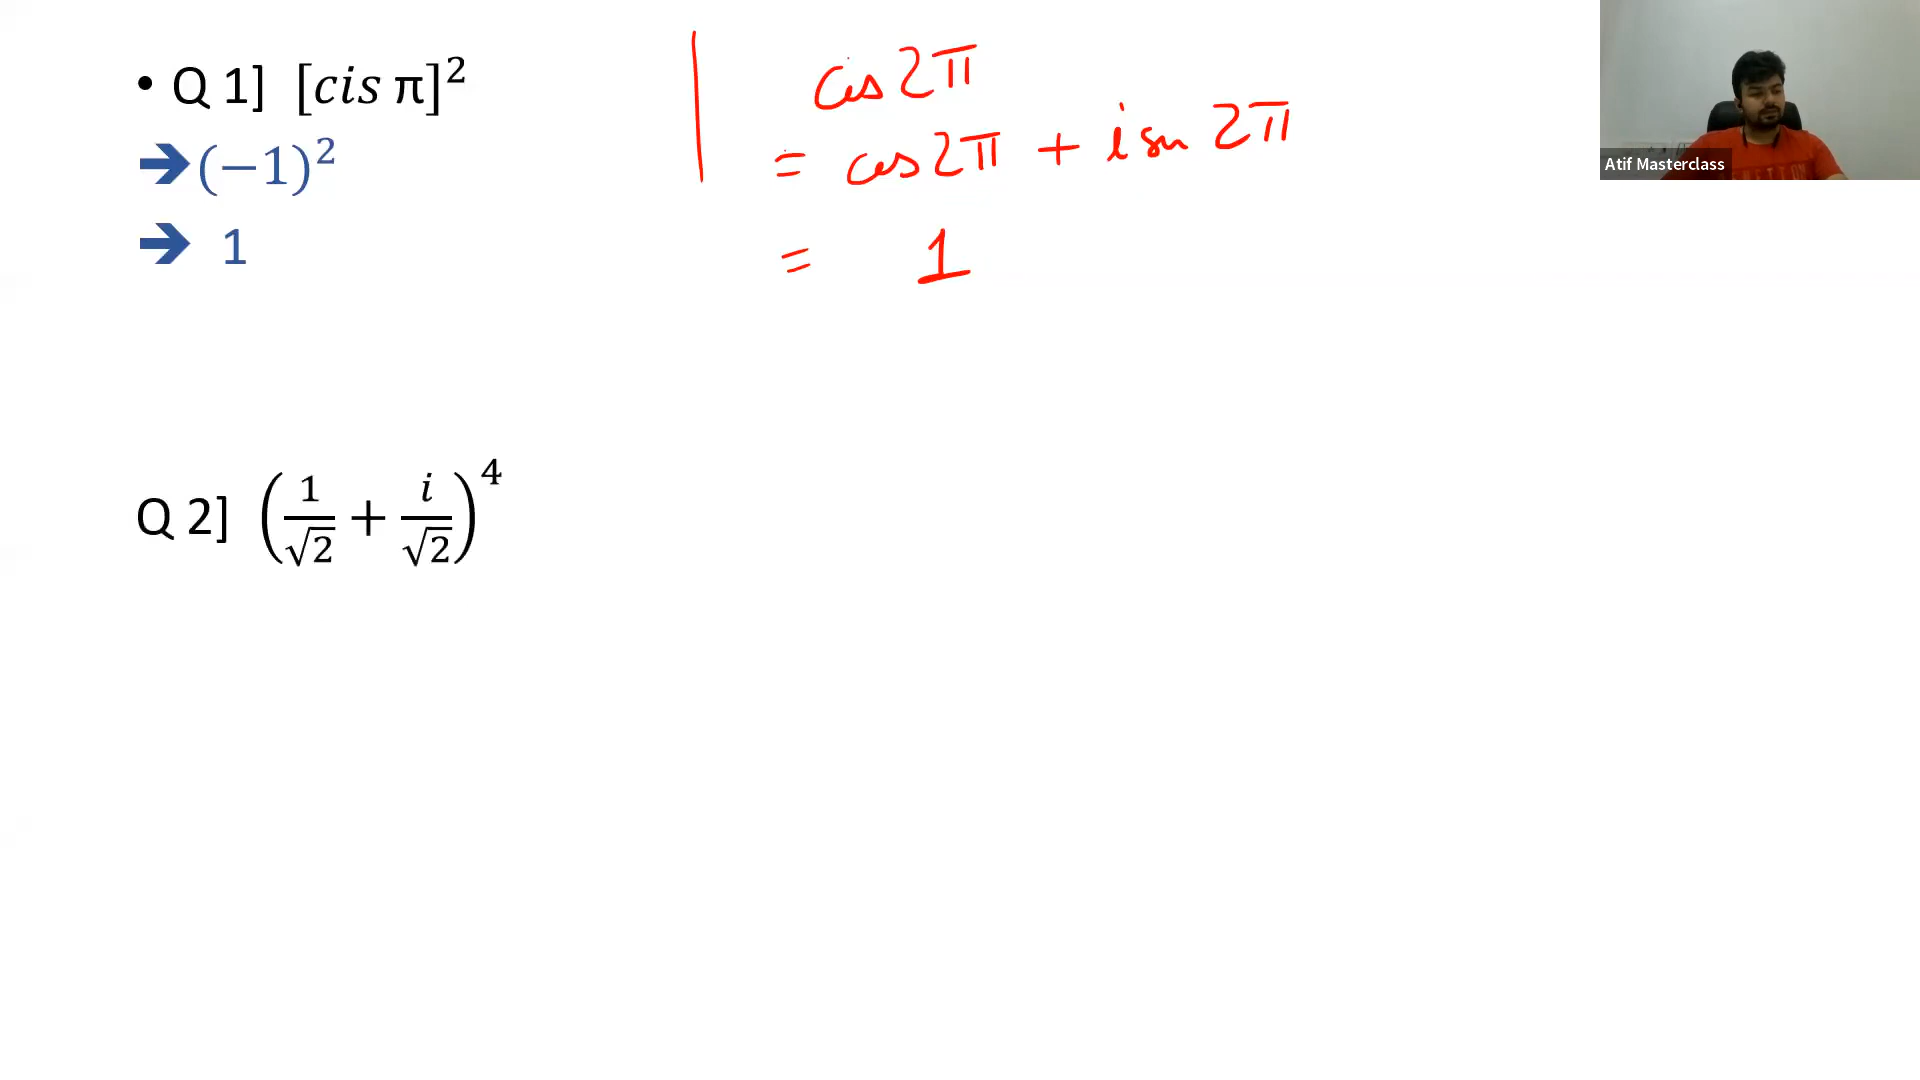 • Q 1] [cis π]²
➔ (−1)²
➔ 1
cis 2π
= cos 2π + i sin 2π
= 1
Q 2] (1/√2 + i/√2)⁴
Atif Masterclass